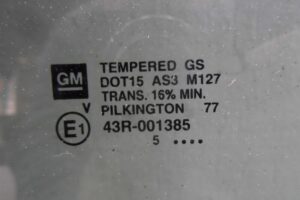 TEMPERED GS
GM DOT15 AS3 M127
TRANS. 16% MIN.
V PILKINGTON 77
E1 43R-001385
5 ....